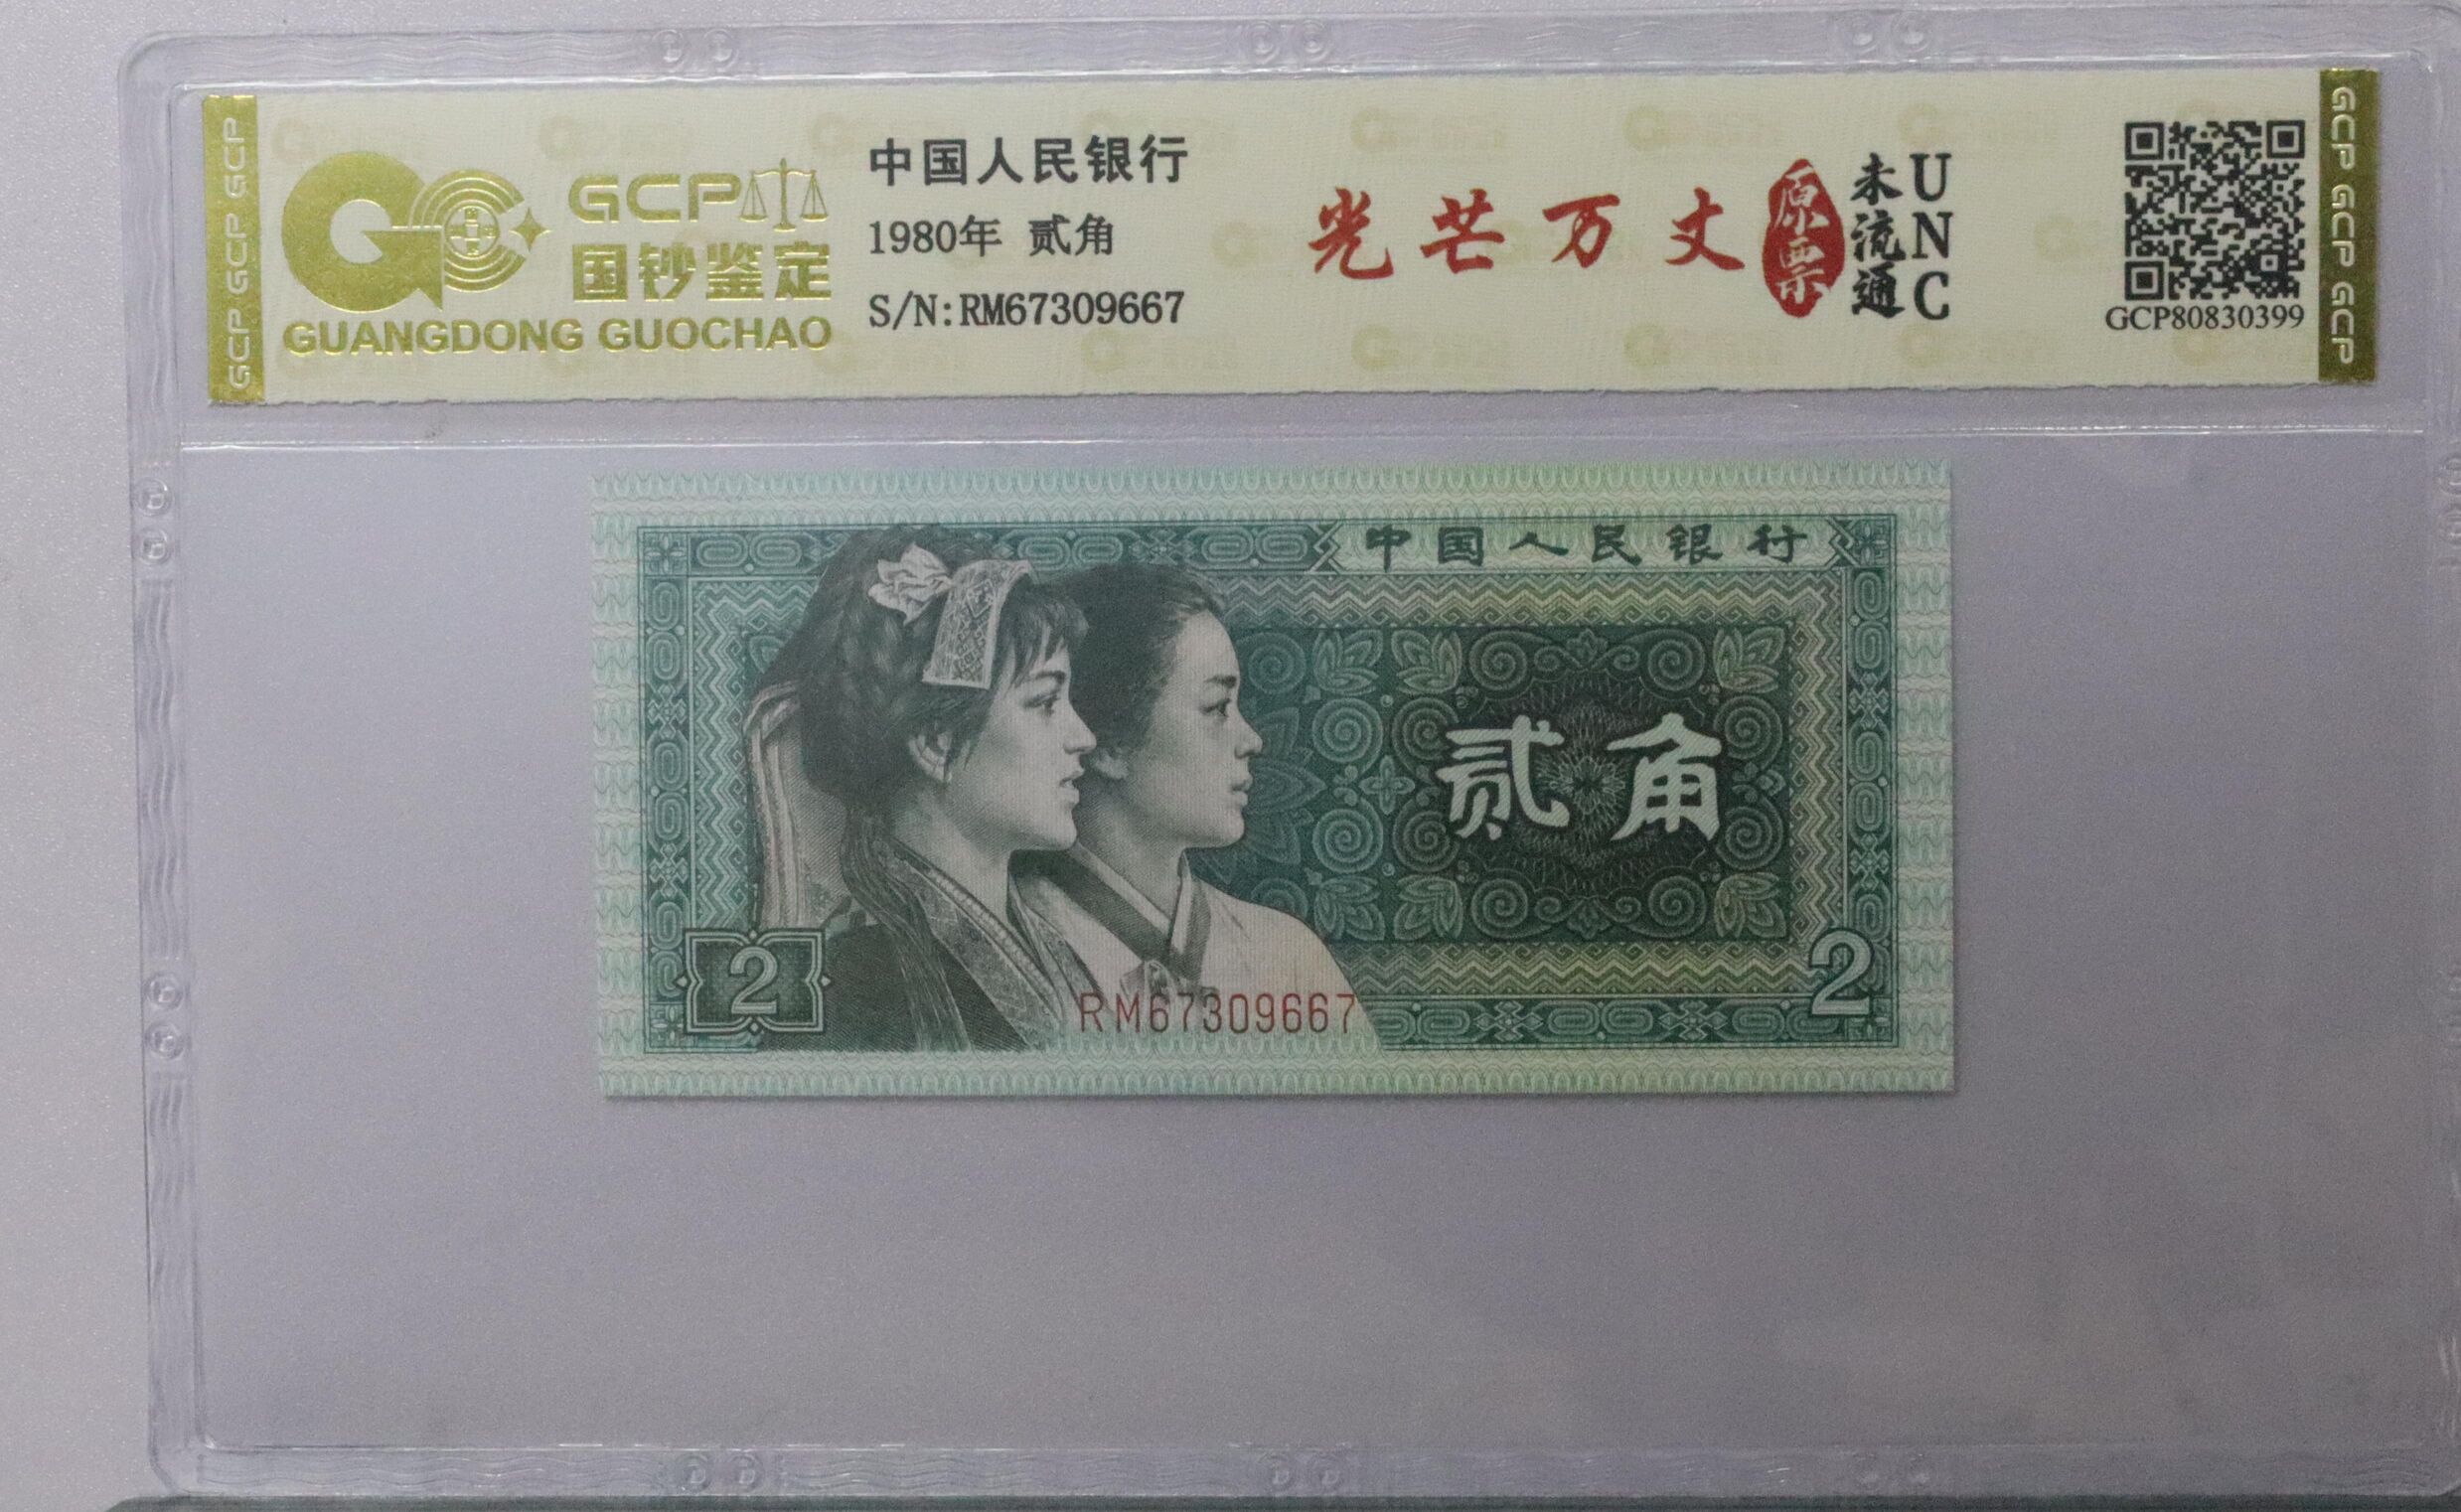 GCP GCP GCP
GCP
国钞鉴定
GUANGDONG GUOCHAO
中国人民银行
1980年 贰角
S/N:RM67309667
光芒万丈
原票
未流通
UNC
GCP80830399
GCP GCP GCP
中国人民银行
贰角
2
RM67309667
2